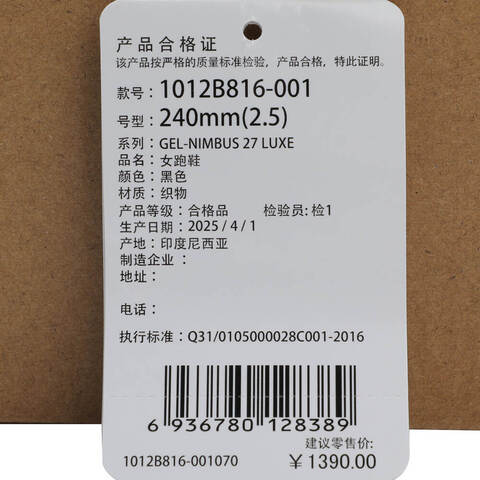 产品合格证
该产品按严格的质量标准检验，产品合格，特此证明。
款号：1012B816-001
号型：240mm(2.5)
系列：GEL-NIMBUS 27 LUXE
品名：女跑鞋
颜色：黑色
材质：织物
产品等级：合格品 检验员: 检1
生产日期：2025 / 4 / 1
产地：印度尼西亚
制造企业：
地址：
电话：
执行标准：Q31/0105000028C001-2016
6 936780 128389
建议零售价:
1012B816-001070 ￥1390.00